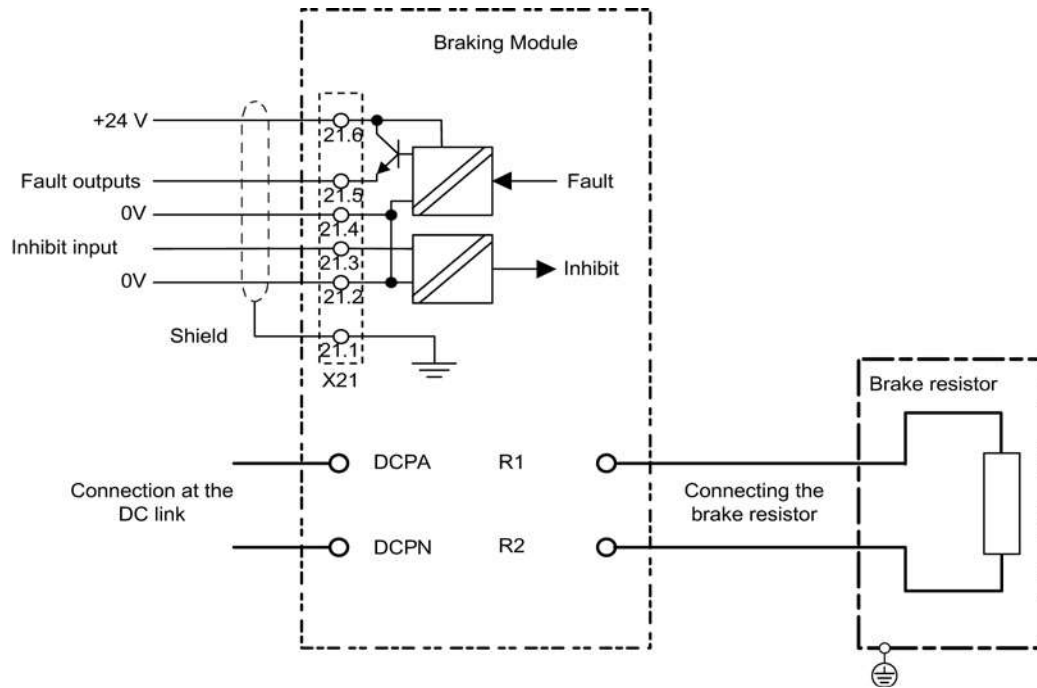 Braking Module
+24 V
21.6
Fault outputs
21.5
Fault
0V
21.4
Inhibit input
21.3
Inhibit
0V
21.2
Shield
21.1
X21
Brake resistor
DCPA
R1
Connection at the
DC link
Connecting the
brake resistor
DCPN
R2